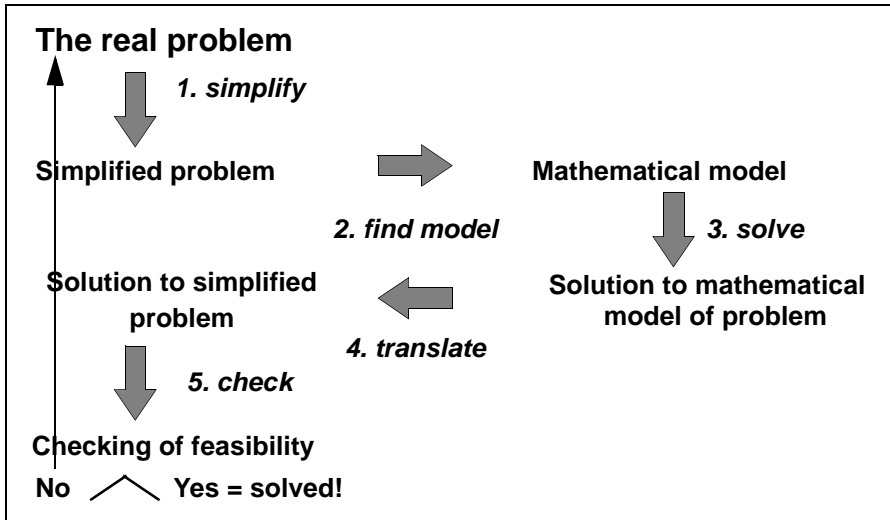 The real problem
1. simplify
Simplified problem
Mathematical model
2. find model
3. solve
Solution to simplified
problem
Solution to mathematical
model of problem
4. translate
5. check
Checking of feasibility
No Yes = solved!